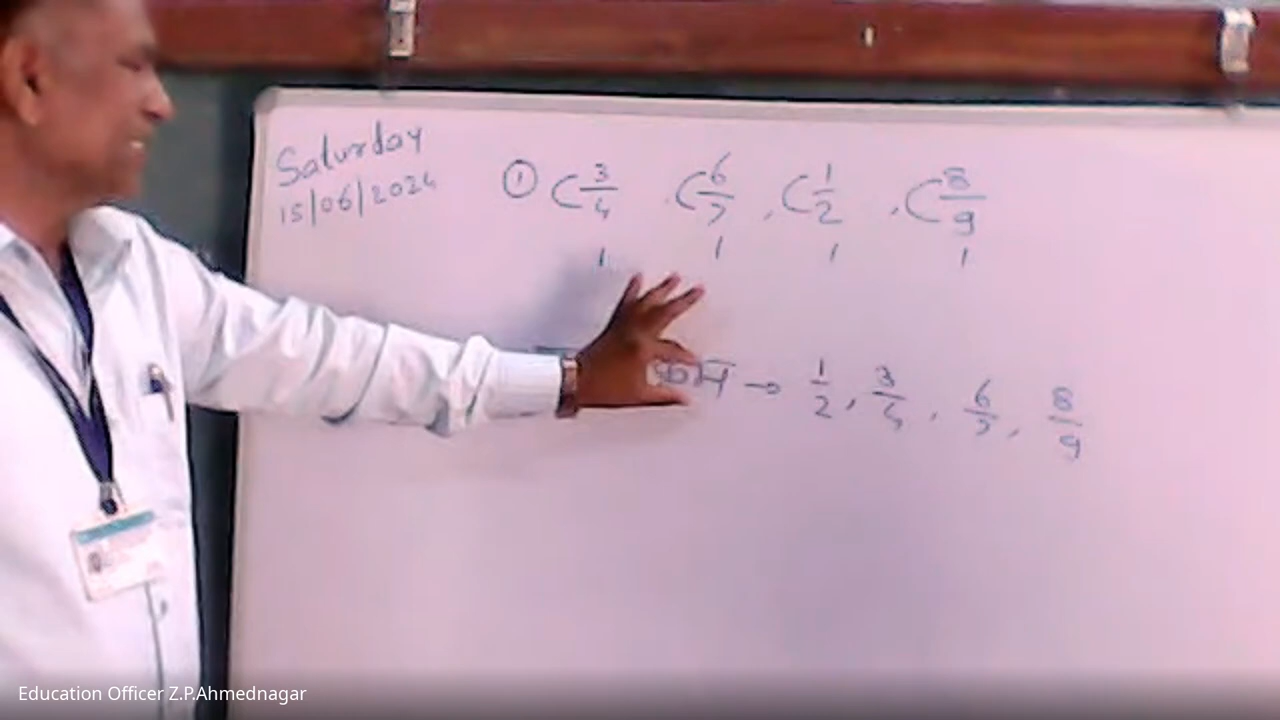 Saturday
15/06/2024
① 3/4 , 6/7 , 1/2 , 8/9
1 1 1 1
→ 1/2 , 3/4 , 6/7 , 8/9
Education Officer Z.P.Ahmednagar